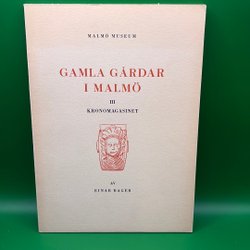 MALMÖ MUSEUM
GAMLA GÅRDAR
I MALMÖ
III
KRONOMAGASINET
AV
EINAR BAGER